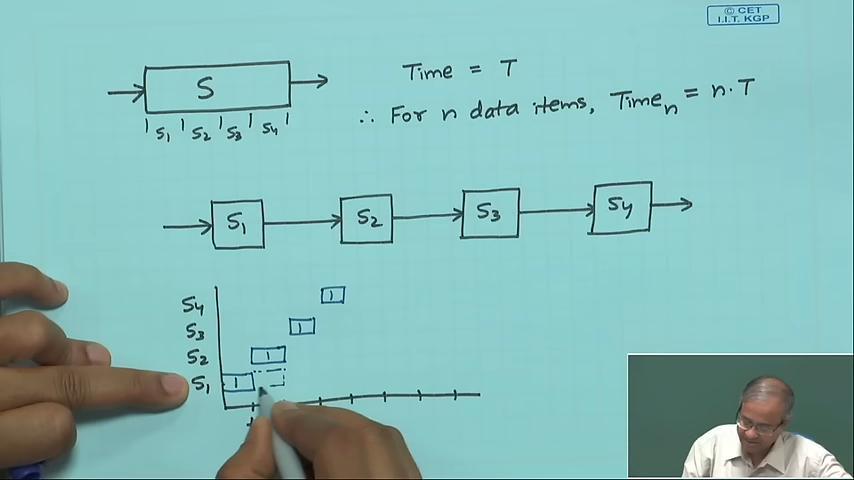 © CET
I.I.T. KGP
S
Time = T
S1 S2 S3 S4
∴ For n data items, Timen = n.T
S1 S2 S3 S4
S4 1
S3 1
S2 1
S1 1